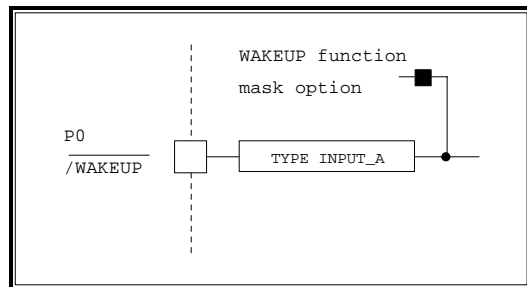 WAKEUP function
mask option
P0
/WAKEUP
TYPE INPUT_A